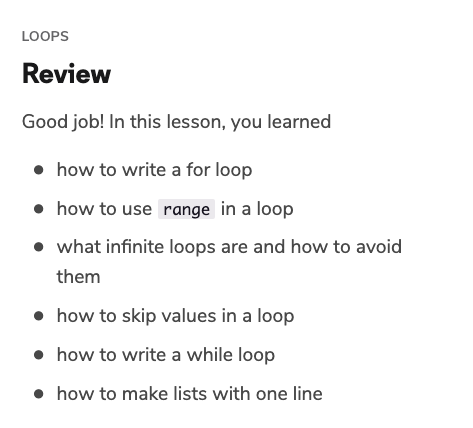 LOOPS
Review
Good job! In this lesson, you learned
● how to write a for loop
● how to use range in a loop
● what infinite loops are and how to avoid
them
● how to skip values in a loop
● how to write a while loop
● how to make lists with one line